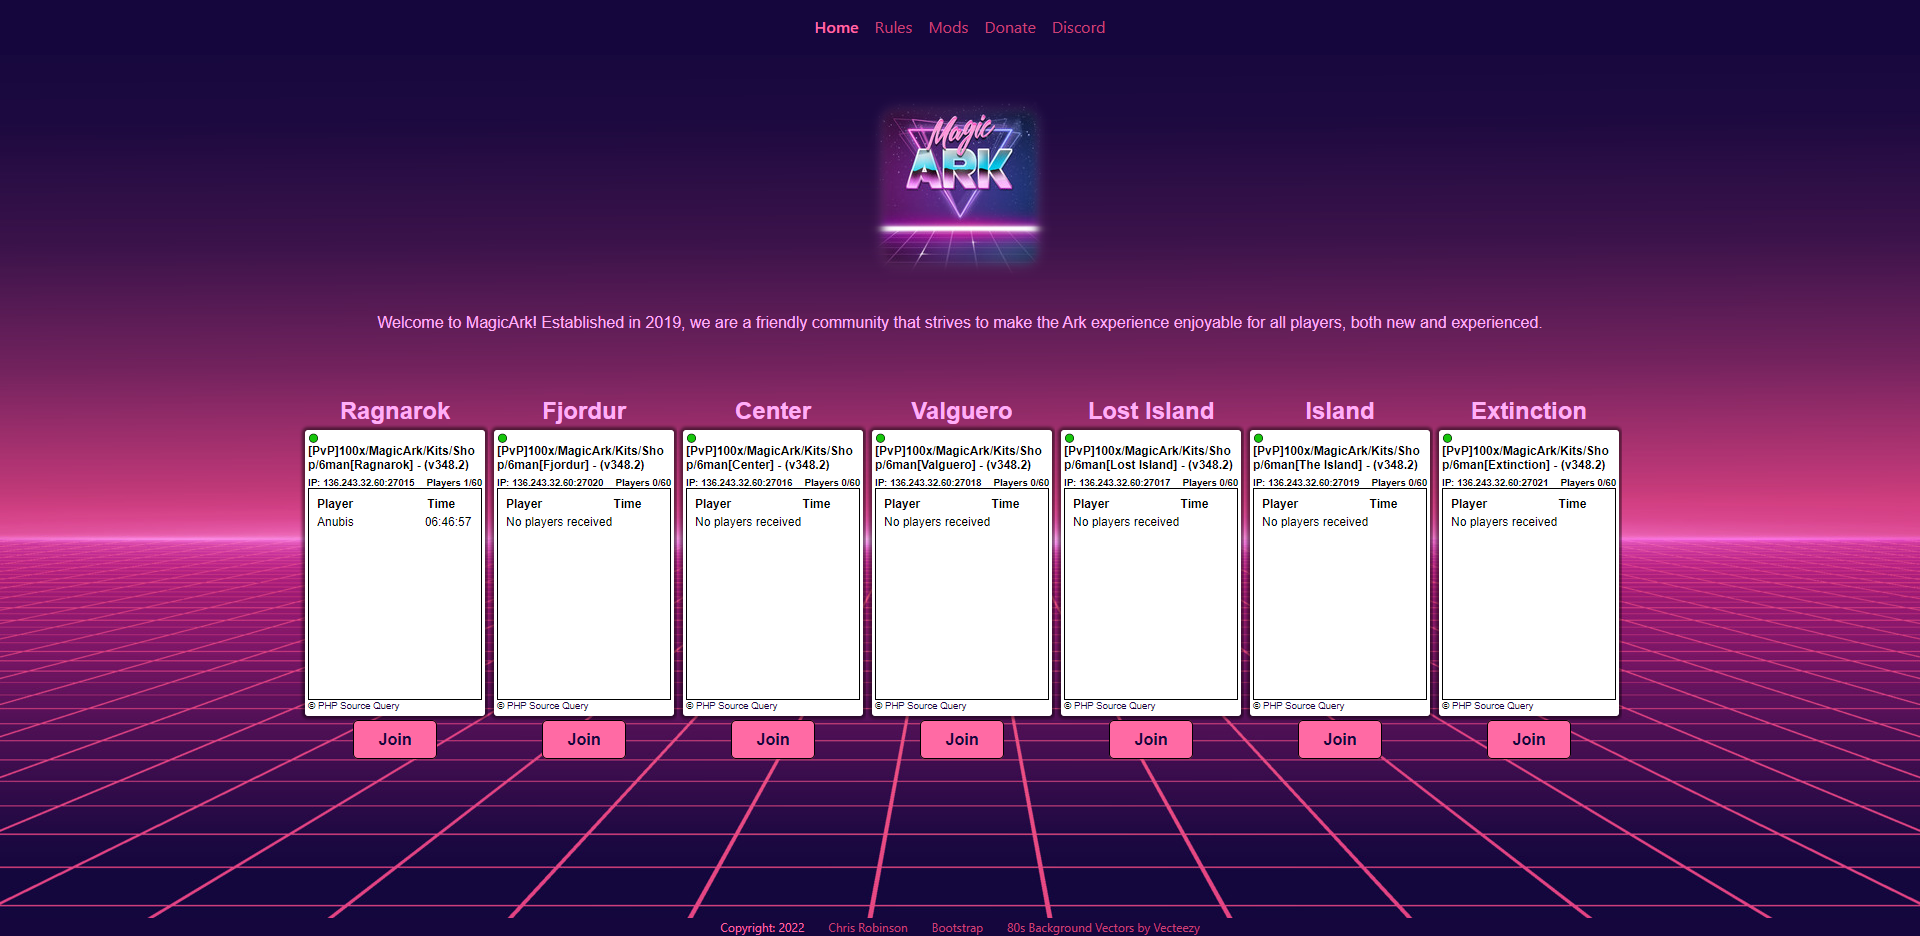 Home Rules Mods Donate Discord
Magic
ARK
Welcome to MagicArk! Established in 2019, we are a friendly community that strives to make the Ark experience enjoyable for all players, both new and experienced.
Ragnarok
[PvP]100x/MagicArk/Kits/Sho
p/6man[Ragnarok] - (v348.2)
IP: 136.243.32.60:27015 Players 1/60
Player Time
Anubis 06:46:57
© PHP Source Query
Join
Fjordur
[PvP]100x/MagicArk/Kits/Sho
p/6man[Fjordur] - (v348.2)
IP: 136.243.32.60:27020 Players 0/60
Player Time
No players received
© PHP Source Query
Join
Center
[PvP]100x/MagicArk/Kits/Sho
p/6man[Center] - (v348.2)
IP: 136.243.32.60:27016 Players 0/60
Player Time
No players received
© PHP Source Query
Join
Valguero
[PvP]100x/MagicArk/Kits/Sho
p/6man[Valguero] - (v348.2)
IP: 136.243.32.60:27018 Players 0/60
Player Time
No players received
© PHP Source Query
Join
Lost Island
[PvP]100x/MagicArk/Kits/Sho
p/6man[Lost Island] - (v348.2)
IP: 136.243.32.60:27017 Players 0/60
Player Time
No players received
© PHP Source Query
Join
Island
[PvP]100x/MagicArk/Kits/Sho
p/6man[The Island] - (v348.2)
IP: 136.243.32.60:27019 Players 0/60
Player Time
No players received
© PHP Source Query
Join
Extinction
[PvP]100x/MagicArk/Kits/Sho
p/6man[Extinction] - (v348.2)
IP: 136.243.32.60:27021 Players 0/60
Player Time
No players received
© PHP Source Query
Join
Copyright: 2022 Chris Robinson Bootstrap 80s Background Vectors by Vecteezy